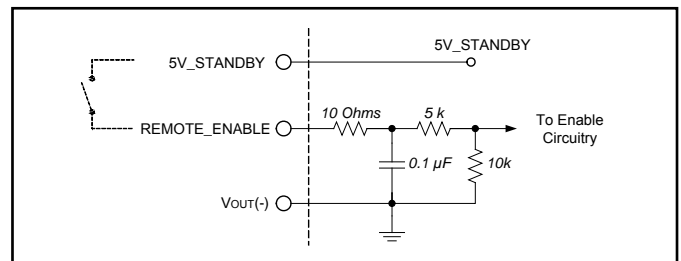 5V_STANDBY
5V_STANDBY
10 Ohms
5 k
REMOTE_ENABLE
To Enable
Circuitry
0.1 µF
10k
VOUT(-)